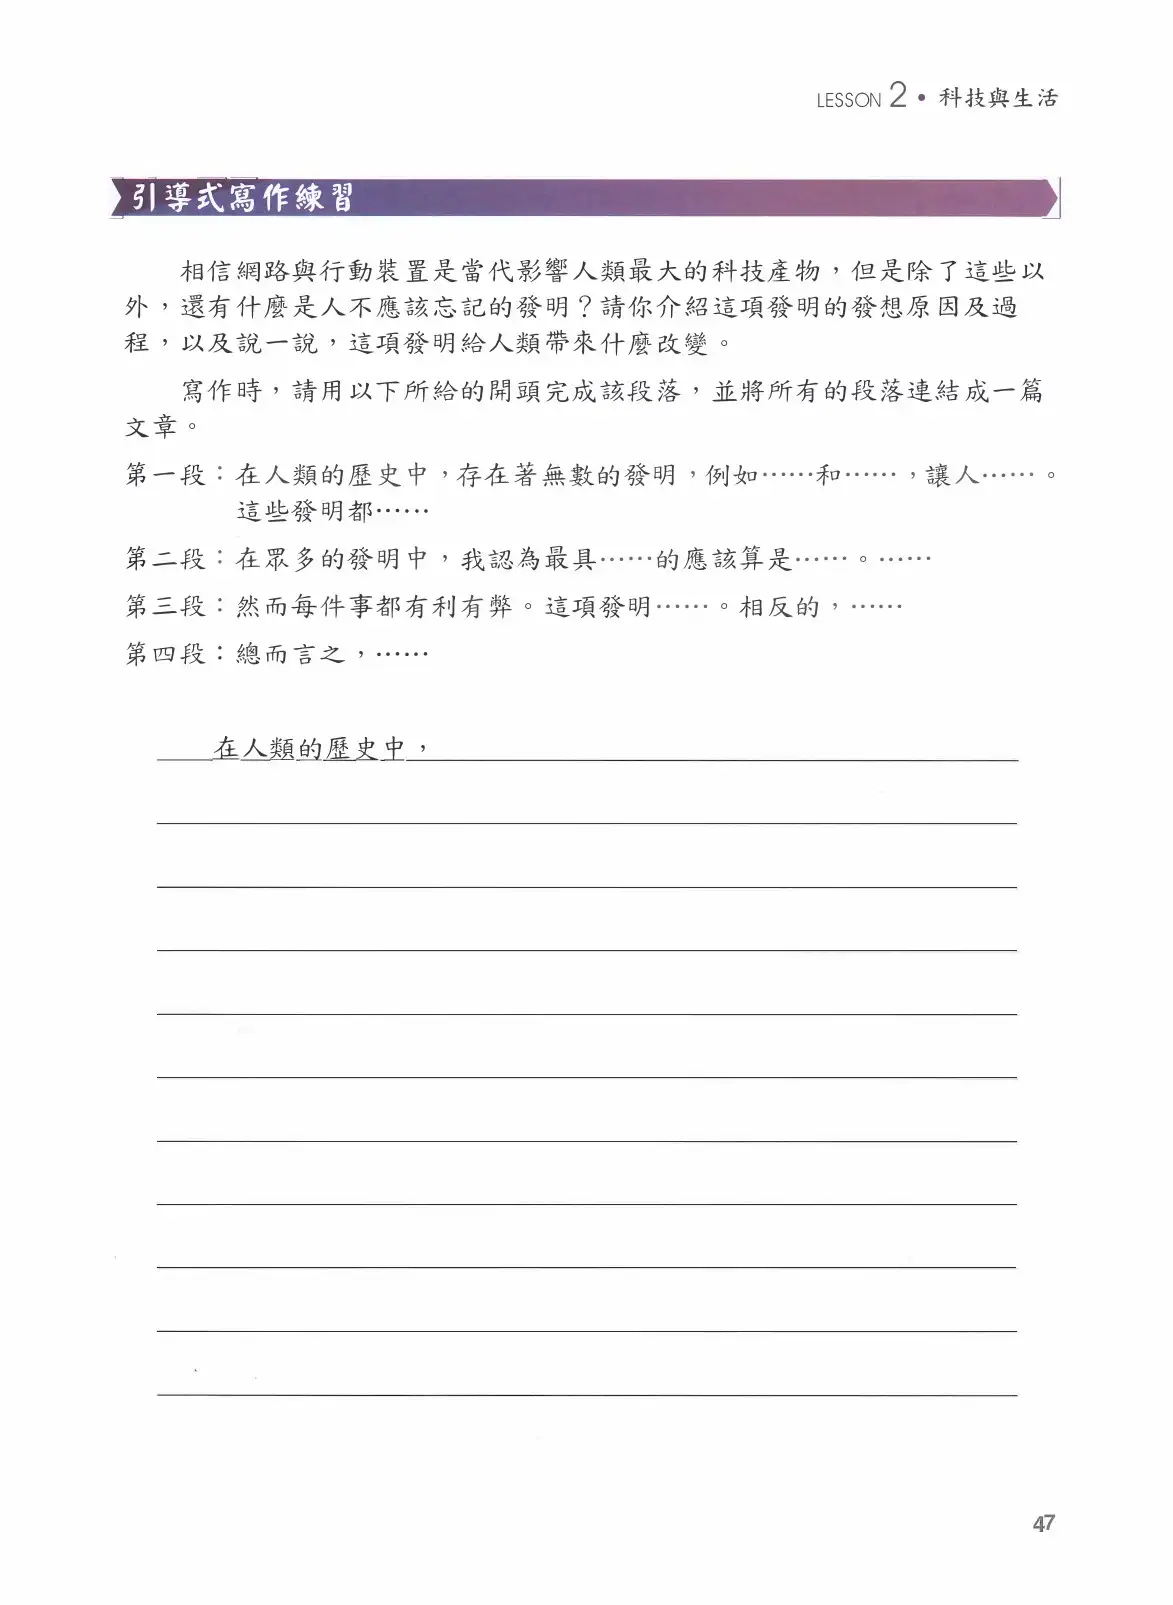 LESSON 2 • 科技與生活
引導式寫作練習
相信網路與行動裝置是當代影響人類最大的科技產物，但是除了這些以
外，還有什麼是人不應該忘記的發明？請你介紹這項發明的發想原因及過
程，以及說一說，這項發明給人類帶來什麼改變。
寫作時，請用以下所給的開頭完成該段落，並將所有的段落連結成一篇
文章。
第一段：在人類的歷史中，存在著無數的發明，例如……和……，讓人……。
這些發明都……
第二段：在眾多的發明中，我認為最具……的應該算是……。……
第三段：然而每件事都有利有弊。這項發明……。相反的，……
第四段：總而言之，……
在人類的歷史中，
47